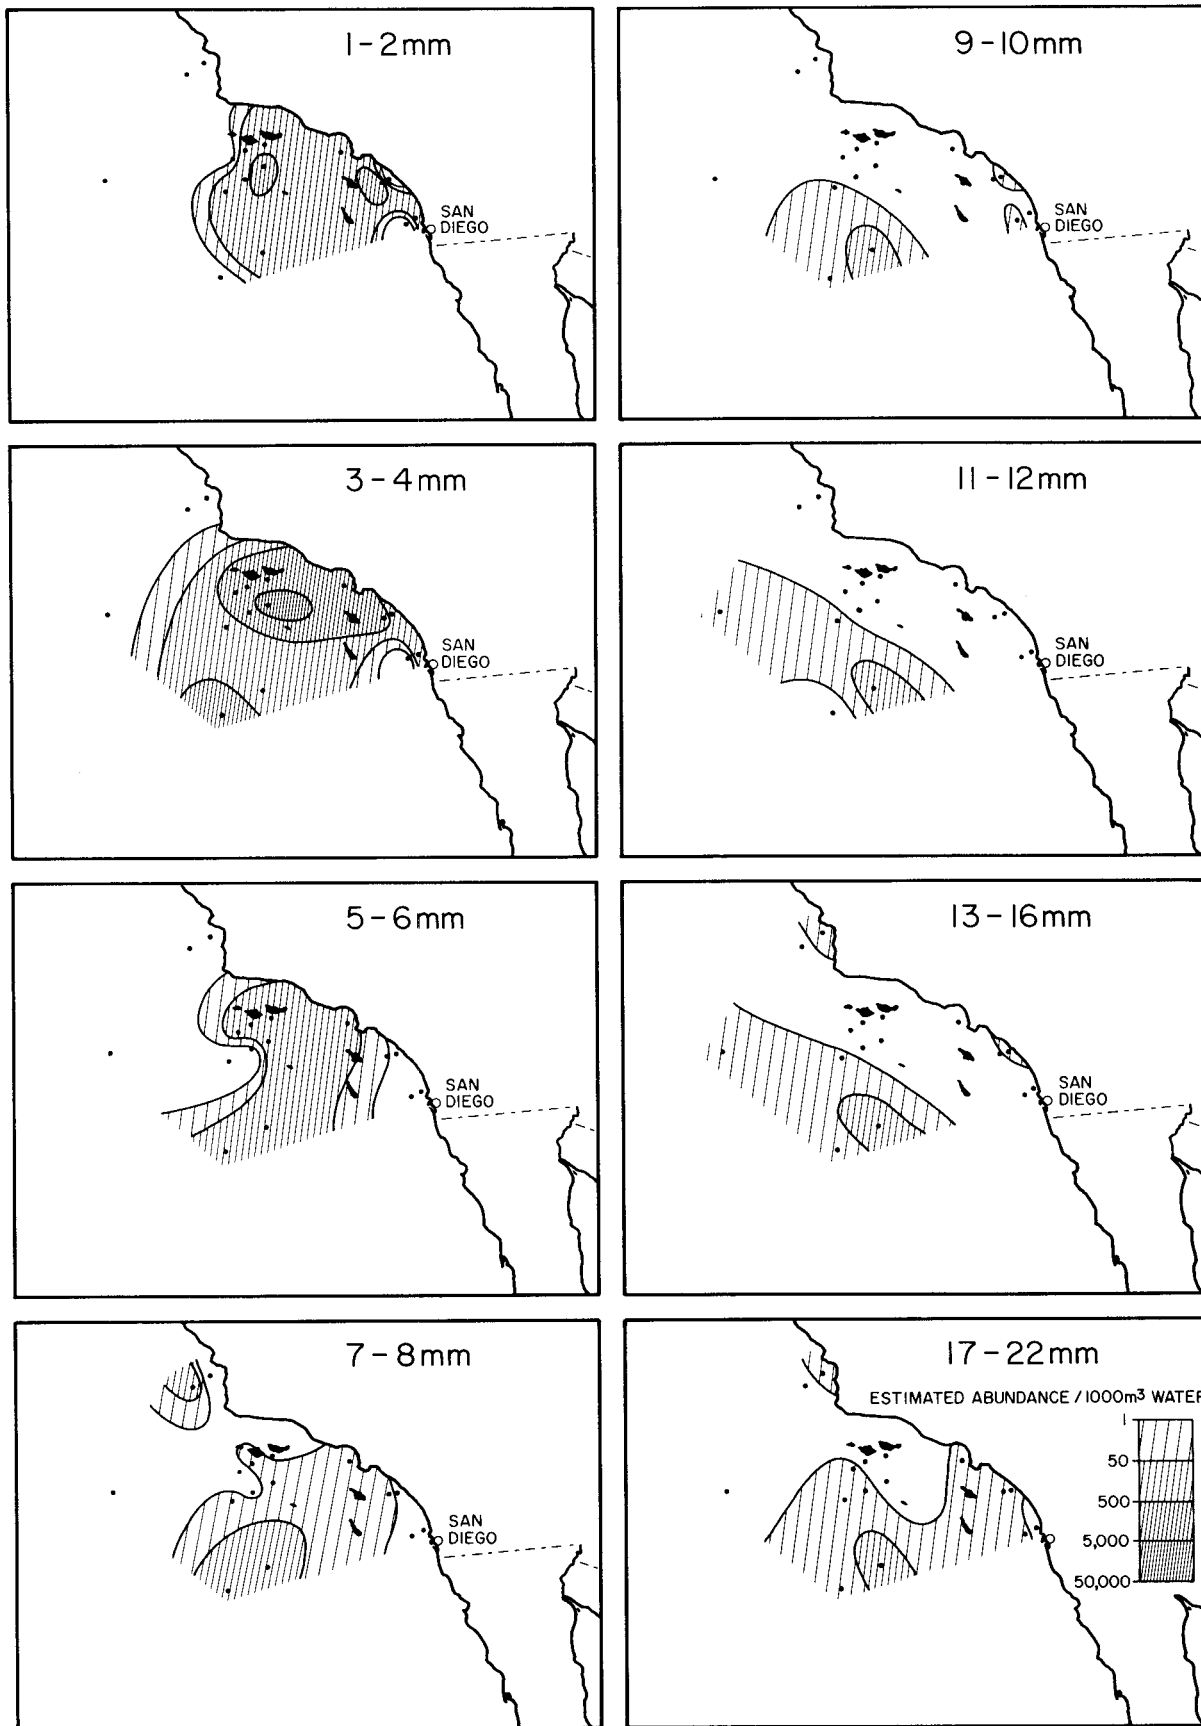 1-2mm
SAN
DIEGO
9-10mm
SAN
DIEGO
3-4mm
SAN
DIEGO
11-12mm
SAN
DIEGO
5-6mm
SAN
DIEGO
13-16mm
SAN
DIEGO
7-8mm
SAN
DIEGO
17-22mm
ESTIMATED ABUNDANCE / 1000m³ WATER
1
50
500
5,000
50,000